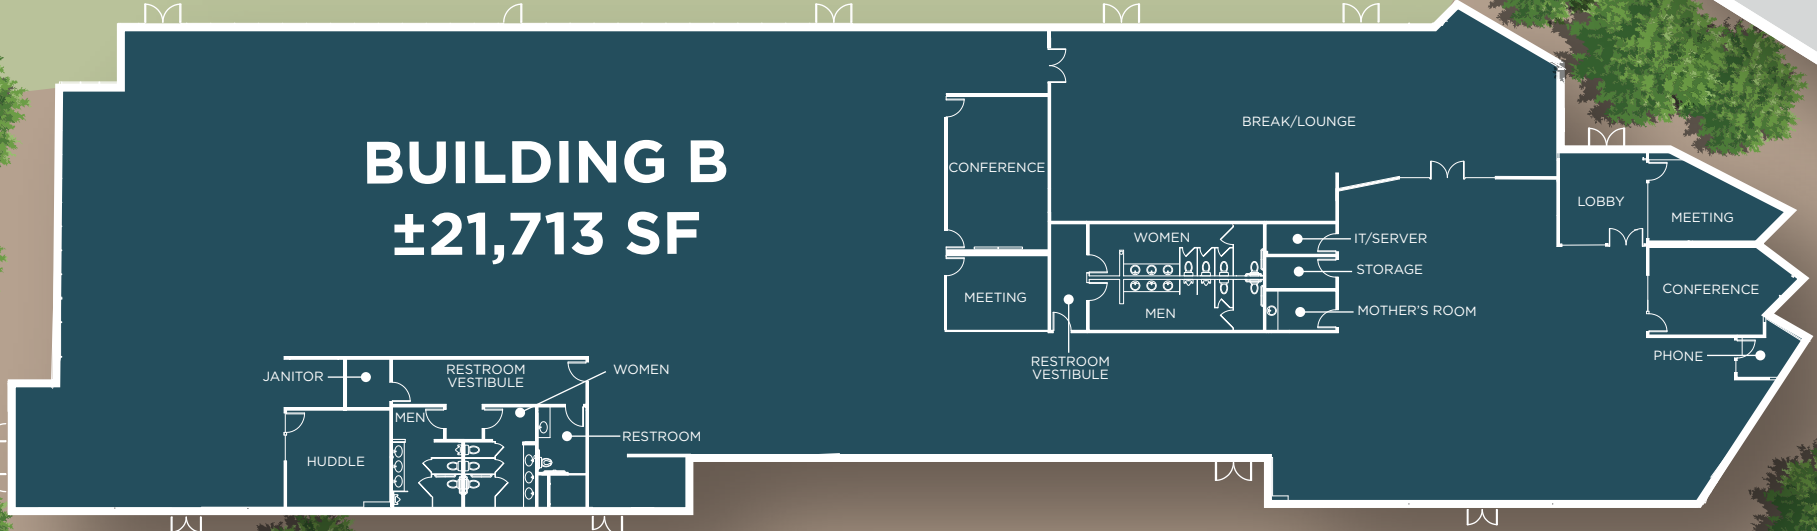 BUILDING B
±21,713 SF
BREAK/LOUNGE
CONFERENCE
MEETING
WOMEN
MEN
RESTROOM
VESTIBULE
IT/SERVER
STORAGE
MOTHER'S ROOM
LOBBY
MEETING
CONFERENCE
PHONE
JANITOR
RESTROOM
VESTIBULE
WOMEN
MEN
RESTROOM
HUDDLE